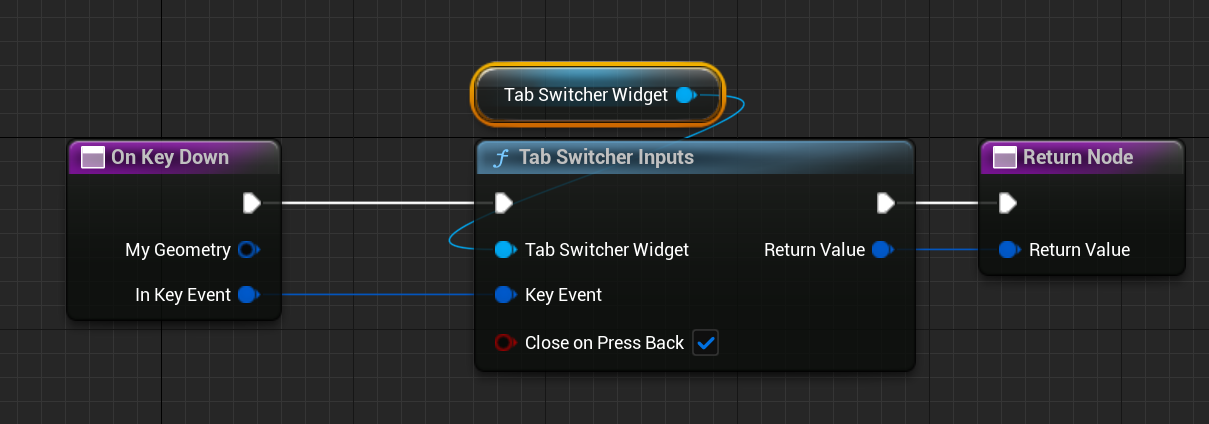 Tab Switcher Widget
On Key Down
My Geometry
In Key Event
f Tab Switcher Inputs
Tab Switcher Widget
Return Value
Key Event
Close on Press Back
Return Node
Return Value